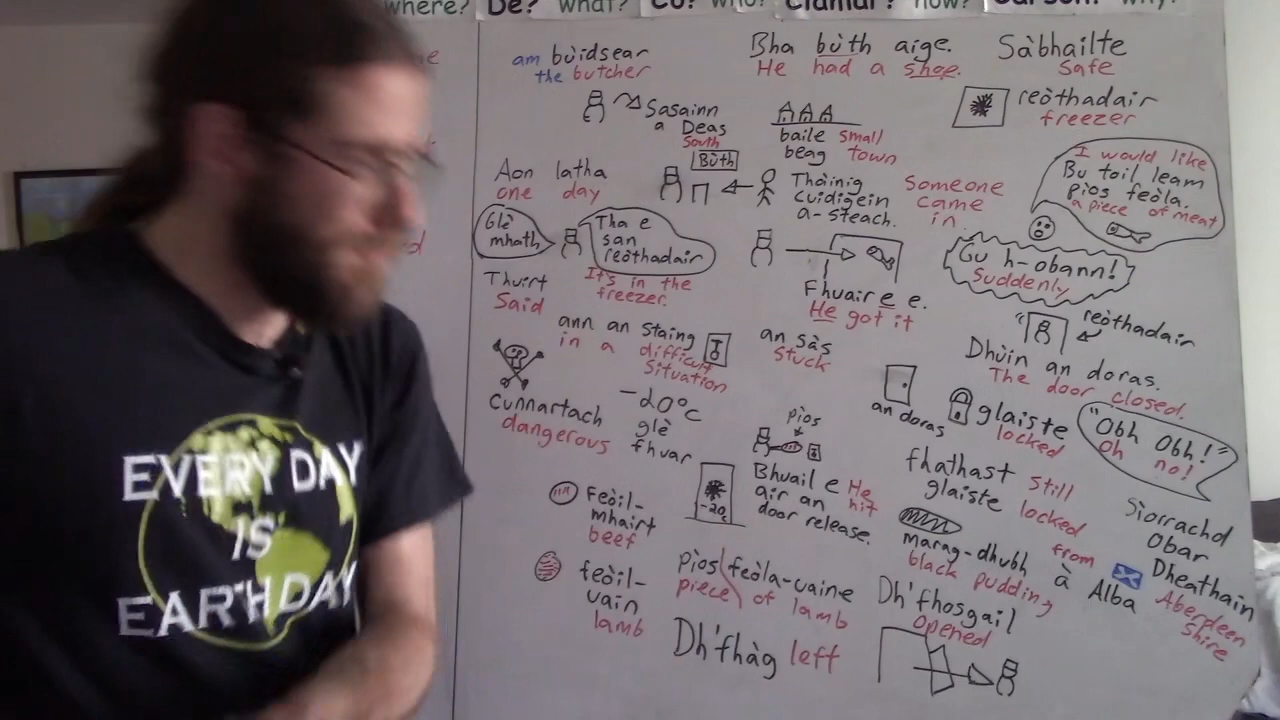 where? Dè? what? Cò? who? Ciamar? how? Carson? why?
am bùidsear
the butcher
Bha bùth aige.
He had a shop.
Sàbhailte
Safe
Sasainn
a Deas
South
baile small
beag town
reòthadair
freezer
Aon latha
one day
Bùth
Thàinig
cuidigein
a-steach.
Someone
came
in.
I would like
Bu toil leam
pìos feòla.
a piece of meat
Glè
mhath
Tha e
san
reòthadair
It's in the
freezer.
Thuirt
Said
Fhuair e e.
He got it
Gu h-obann!
Suddenly
reòthadair
Dhùin an doras.
The door closed.
ann an staing
in a difficult
Situation
an sàs
Stuck
Cunnartach
dangerous
-20°C
glè
fhuar
an doras
glaiste
locked
"Obh Obh!"
Oh no!
pìos
Bhuail e He
air an hit
door release.
fhathast Still
glaiste locked
-20c
Feòil-
mhairt
beef
marag-dhubh
black pudding
from
à
Alba
Siorrachd
Obar
Dheathain
Aberdeen
Shire
feòil-
uain
lamb
pìos feòla-uaine
piece of lamb
Dh'fhosgail
Opened
Dh'fhàg left
EVERY DAY
IS
EARTH DAY